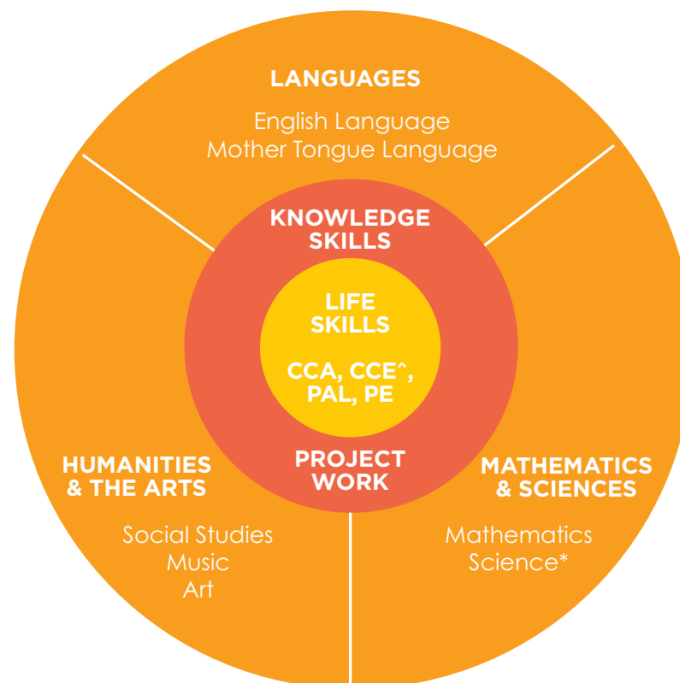 LANGUAGES
English Language
Mother Tongue Language
KNOWLEDGE
SKILLS
LIFE
SKILLS
CCA, CCE^,
PAL, PE
PROJECT
WORK
HUMANITIES
& THE ARTS
Social Studies
Music
Art
MATHEMATICS
& SCIENCES
Mathematics
Science*